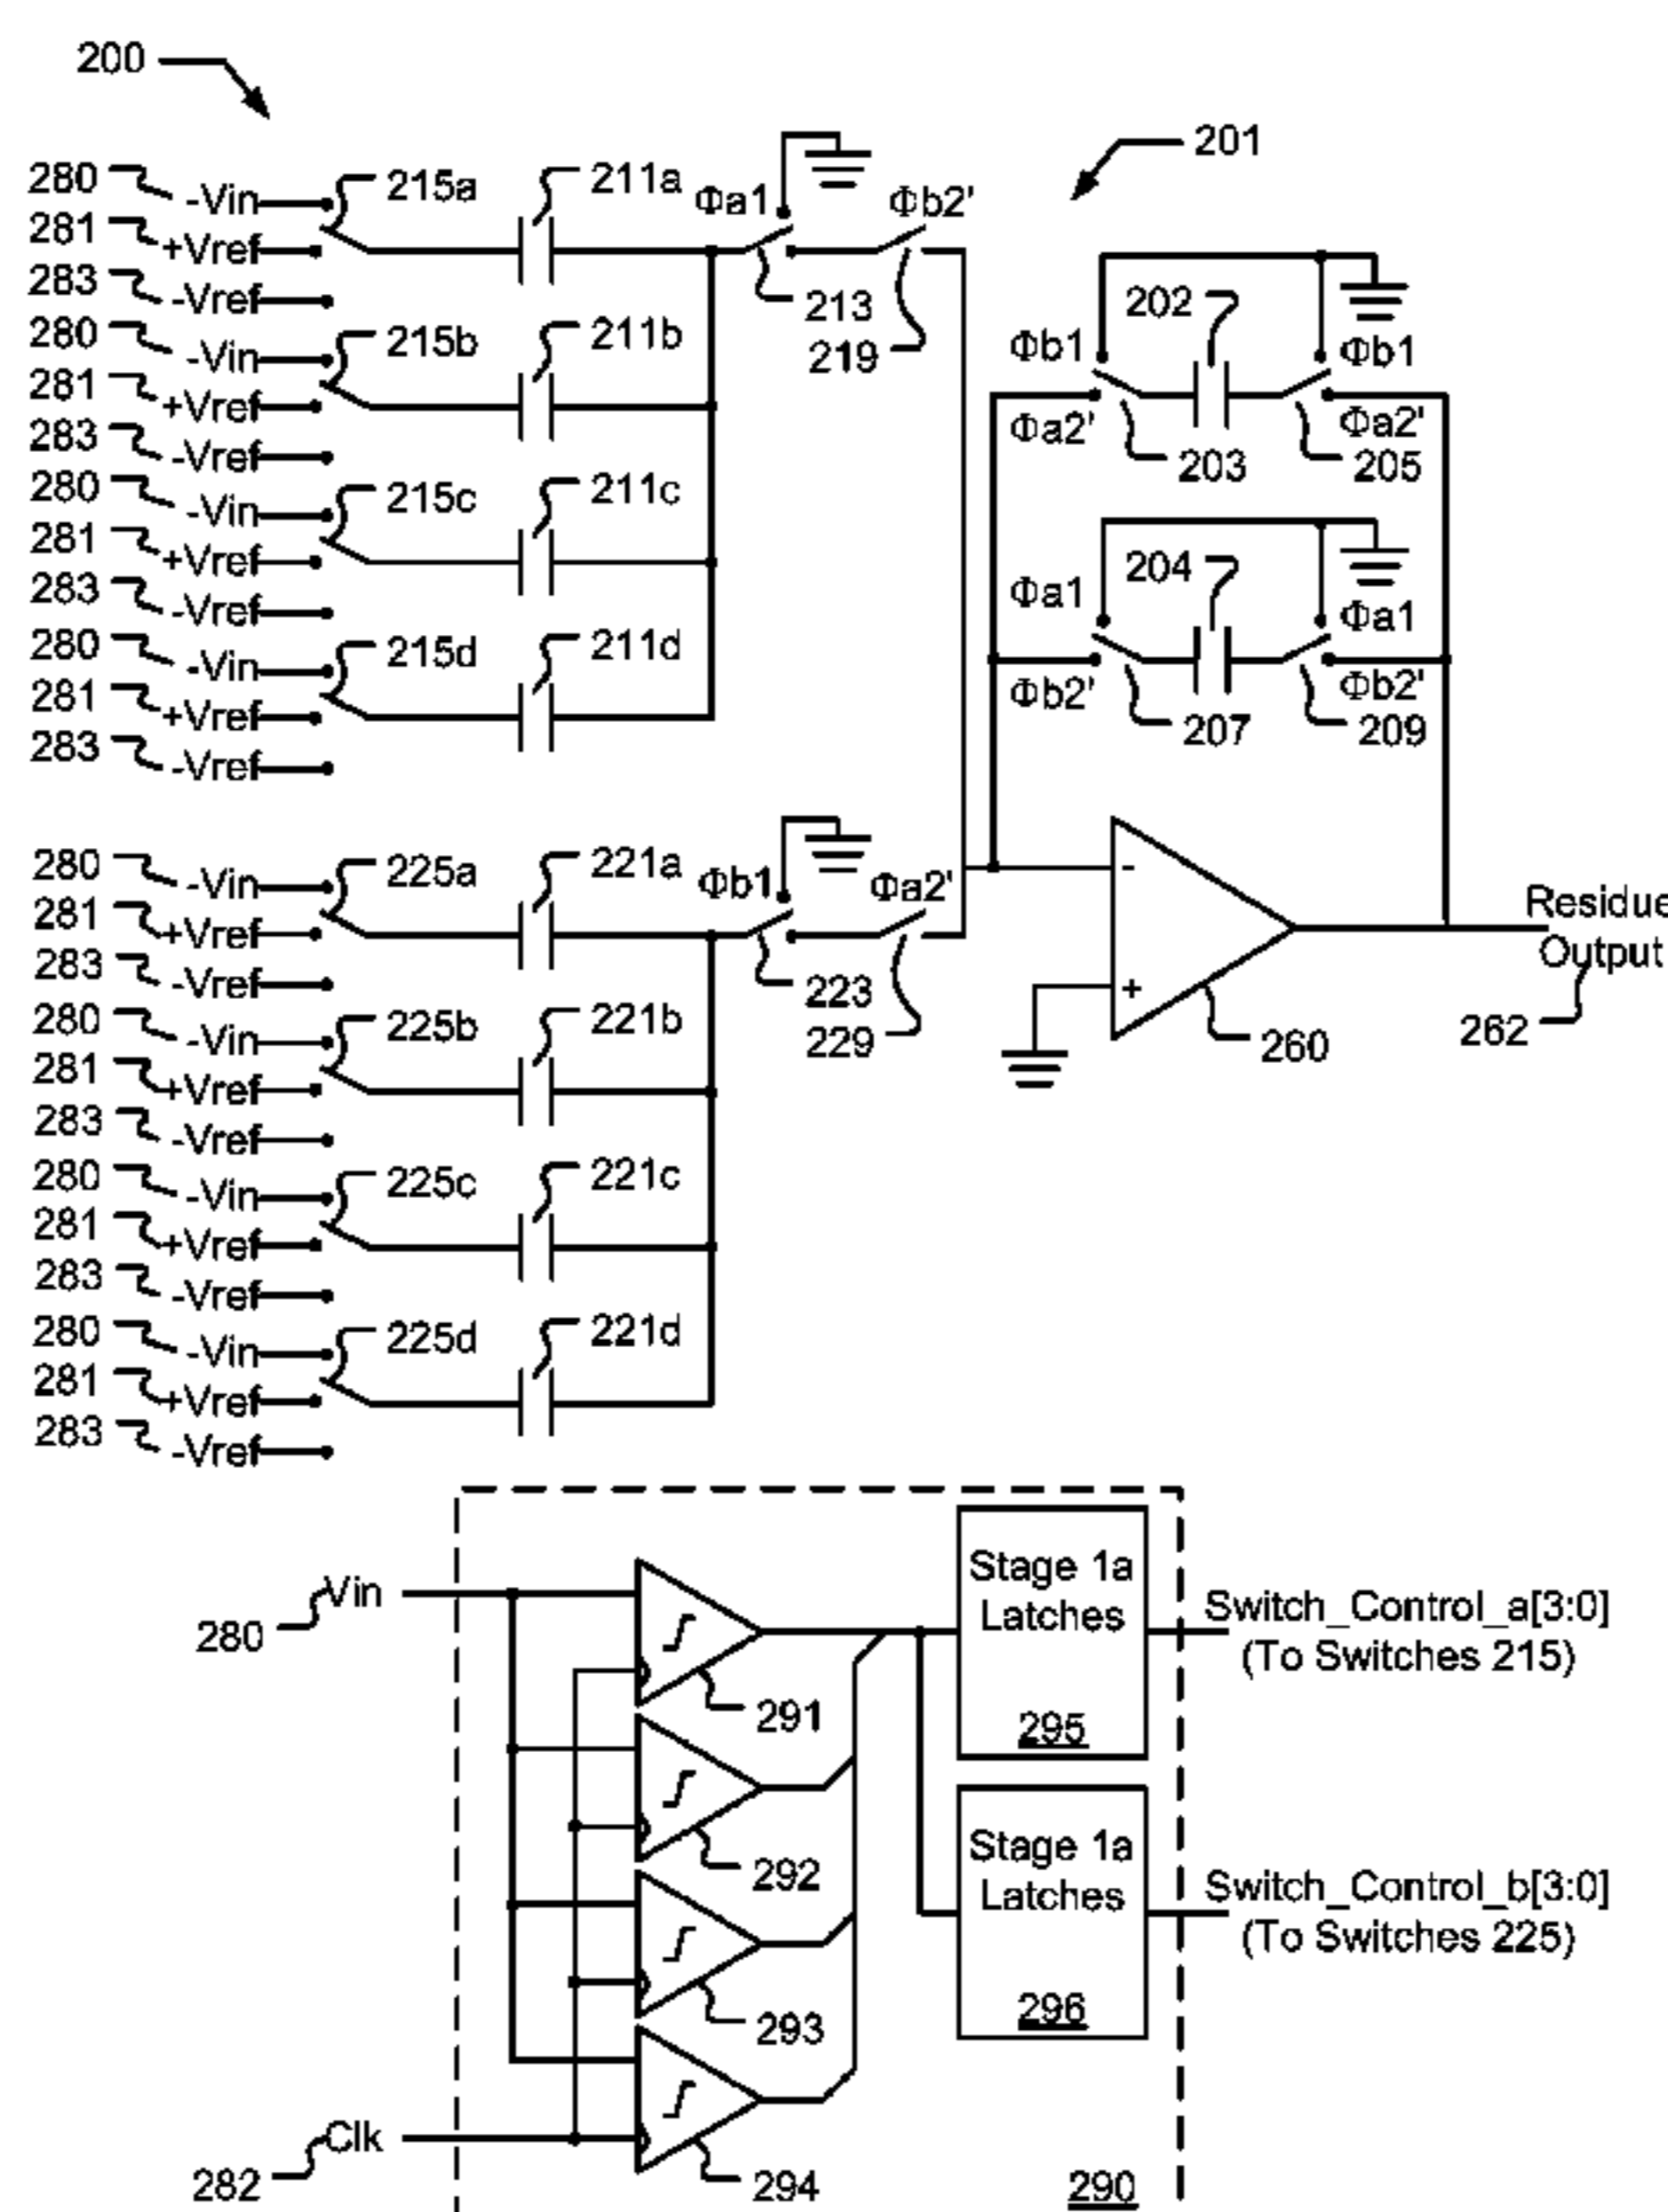 200
201
280 -Vin 215a 211a Φa1 Φb2'
281 +Vref
283 -Vref 213
219
280 -Vin 215b 211b
281 +Vref
283 -Vref
202
Φb1 Φb1
Φa2' Φa2'
203 205
280 -Vin 215c 211c
281 +Vref
283 -Vref
204
Φa1 Φa1
Φb2' Φb2'
207 209
280 -Vin 215d 211d
281 +Vref
283 -Vref
280 -Vin 225a 221a Φb1 Φa2'
281 +Vref
283 -Vref 223
229
-
+
260
Residue
Output
262
280 -Vin 225b 221b
281 +Vref
283 -Vref
280 -Vin 225c 221c
281 +Vref
283 -Vref
280 -Vin 225d 221d
281 +Vref
283 -Vref
Vin
280
291
292
293
294
Clk
282
Stage 1a
Latches
295
Switch_Control_a[3:0]
(To Switches 215)
Stage 1a
Latches
296
Switch_Control_b[3:0]
(To Switches 225)
290